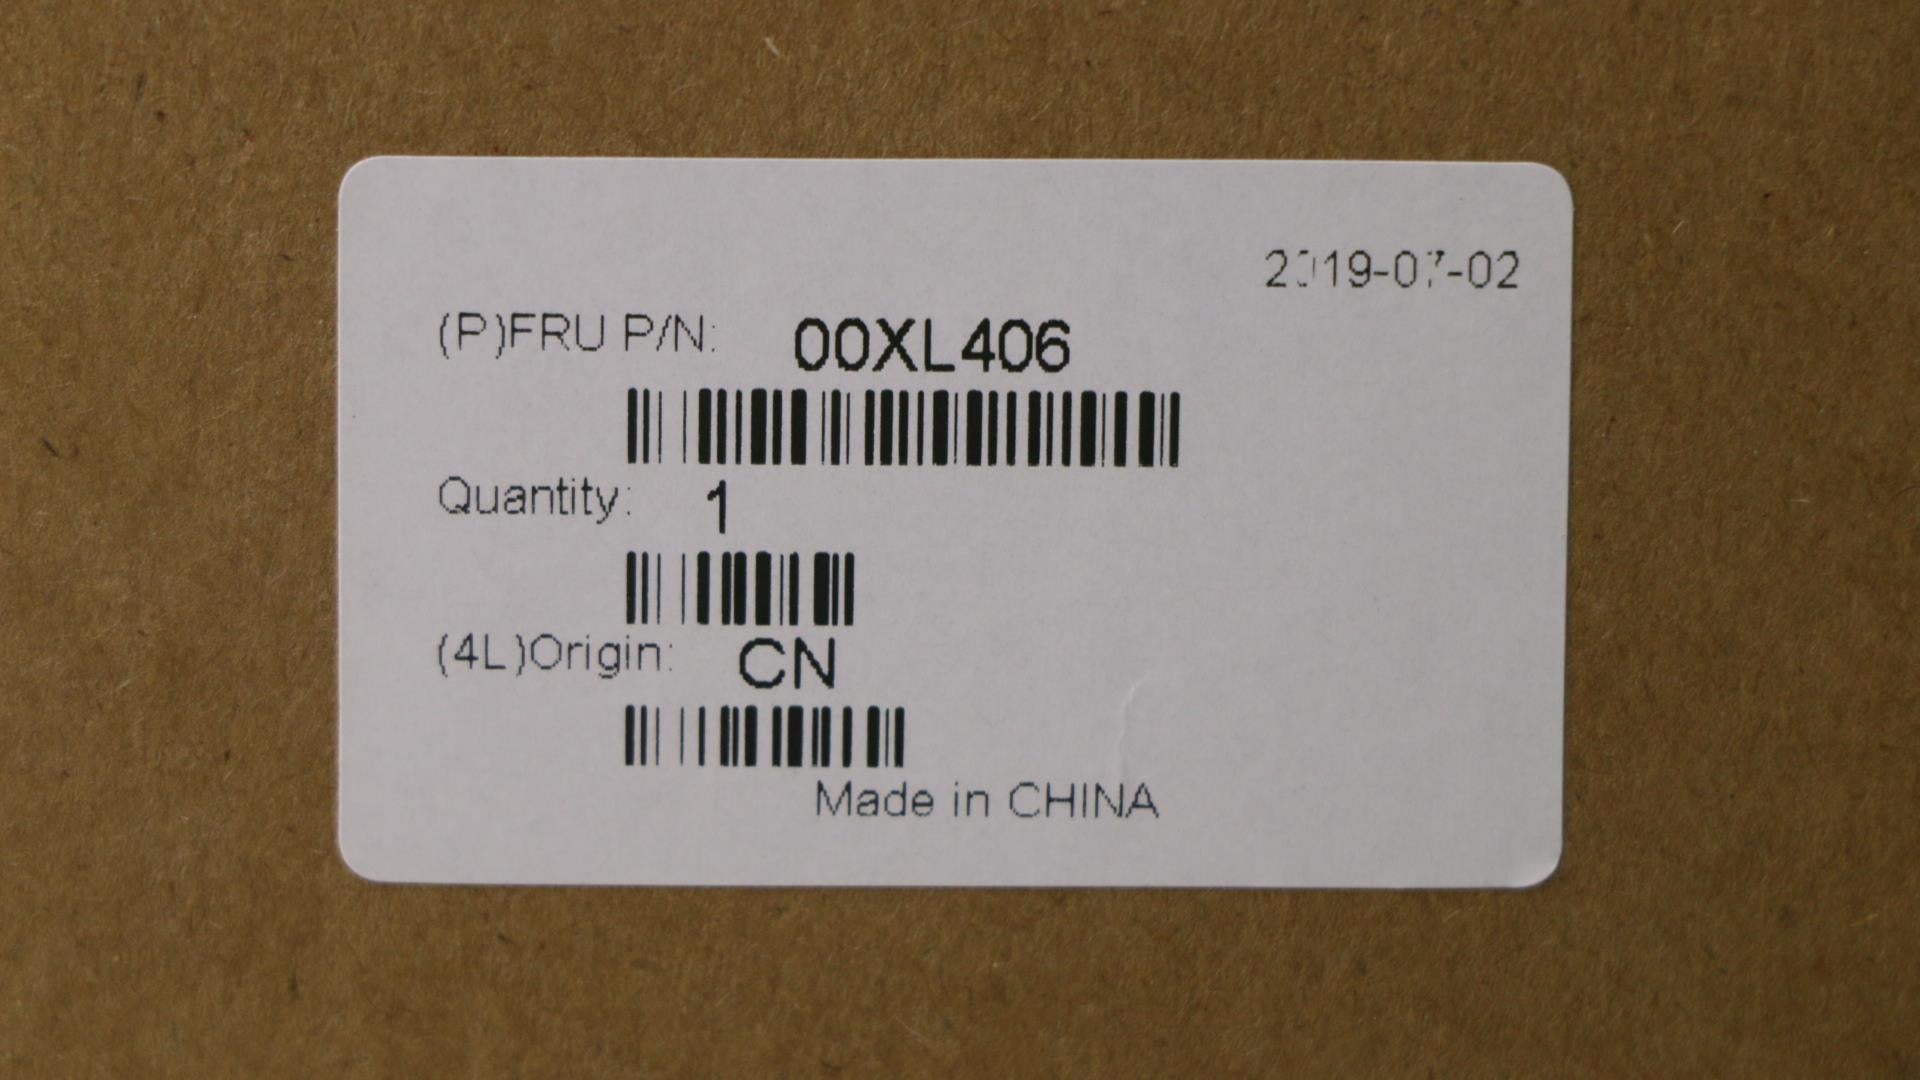 2019-07-02
(P)FRU P/N: 00XL406
Quantity: 1
(4L)Origin: CN
Made in CHINA